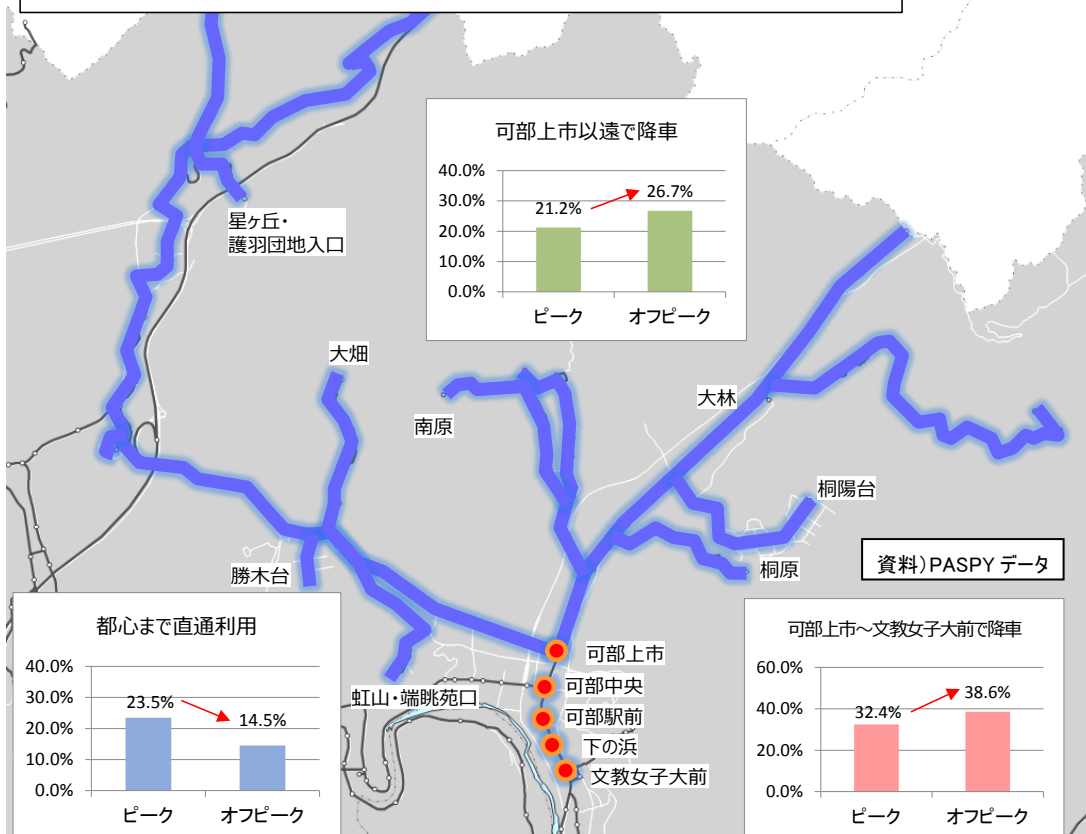 可部上市以遠で降車
40.0%
30.0%
20.0%
10.0%
0.0%
21.2%
26.7%
ピーク
オフピーク
星ヶ丘・
護羽団地入口
大畑
南原
大林
桐陽台
桐原
勝木台
資料)PASPY データ
虹山・端眺苑口
可部上市
可部中央
可部駅前
下の浜
文教女子大前
都心まで直通利用
40.0%
30.0%
20.0%
10.0%
0.0%
23.5%
14.5%
ピーク
オフピーク
可部上市～文教女子大前で降車
60.0%
40.0%
20.0%
0.0%
32.4%
38.6%
ピーク
オフピーク